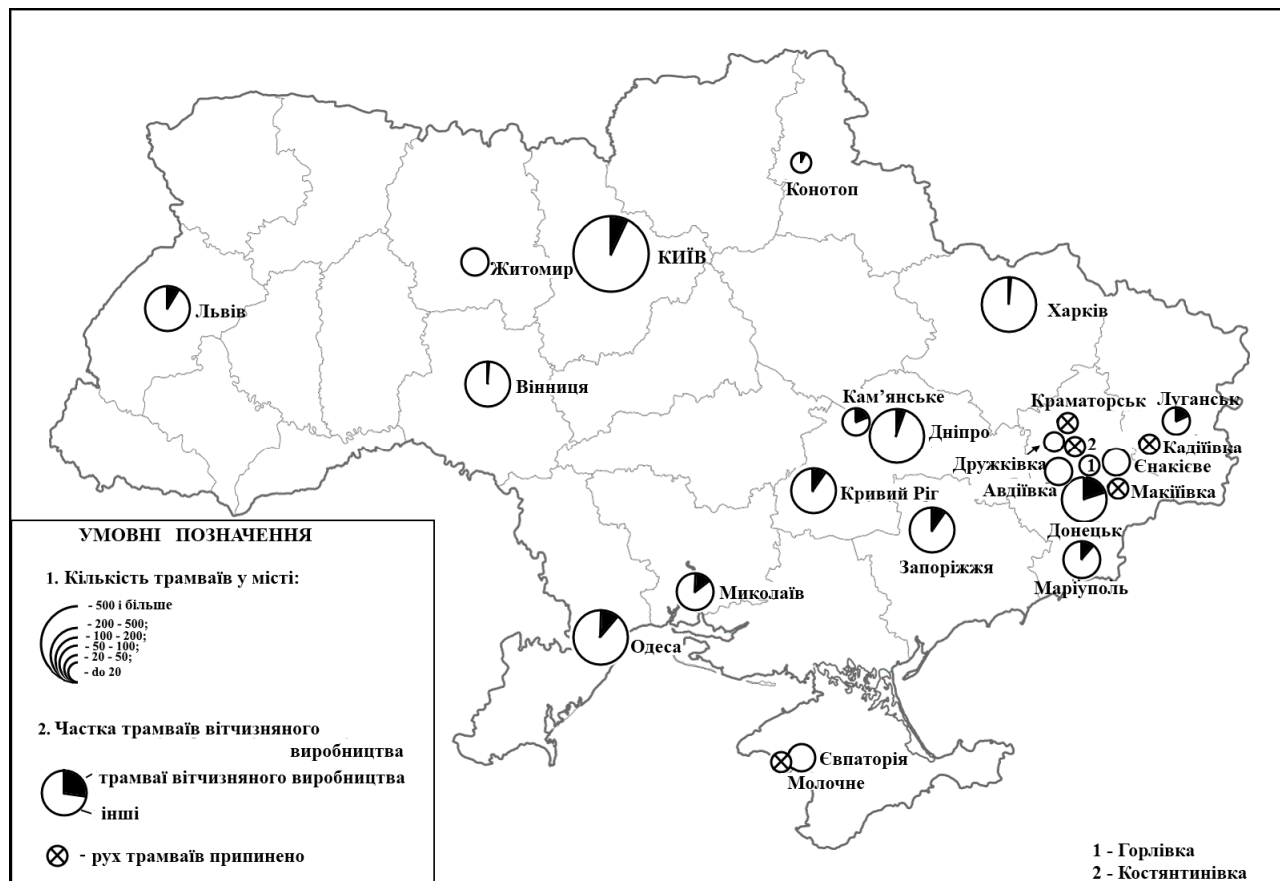 Конотоп
КИЇВ
Житомир
Львів
Харків
Вінниця
Кам’янське
Дніпро
Краматорськ
Луганськ
2
Кадіїївка
Дружківка
1
Єнакієве
Авдіївка
Макіїївка
Кривий Ріг
Донецьк
Запоріжжя
Маріуполь
Миколаїв
Одеса
Євпаторія
Молочне
УМОВНІ ПОЗНАЧЕННЯ
1. Кількість трамваїв у місті:
- 500 і більше
- 200 - 500;
- 100 - 200;
- 50 - 100;
- 20 - 50;
- do 20
2. Частка трамваїв вітчизняного
виробництва
трамваї вітчизняного виробництва
інші
- рух трамваїв припинено
1 - Горлівка
2 - Костянтинівка